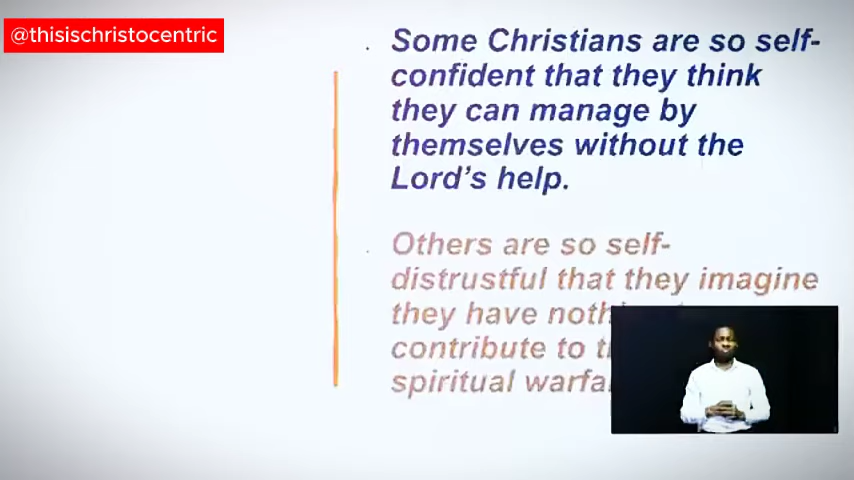 @thisischristocentric
Some Christians are so self-
confident that they think
they can manage by
themselves without the
Lord's help.
Others are so self-
distrustful that they imagine
they have
contribute to
spiritual